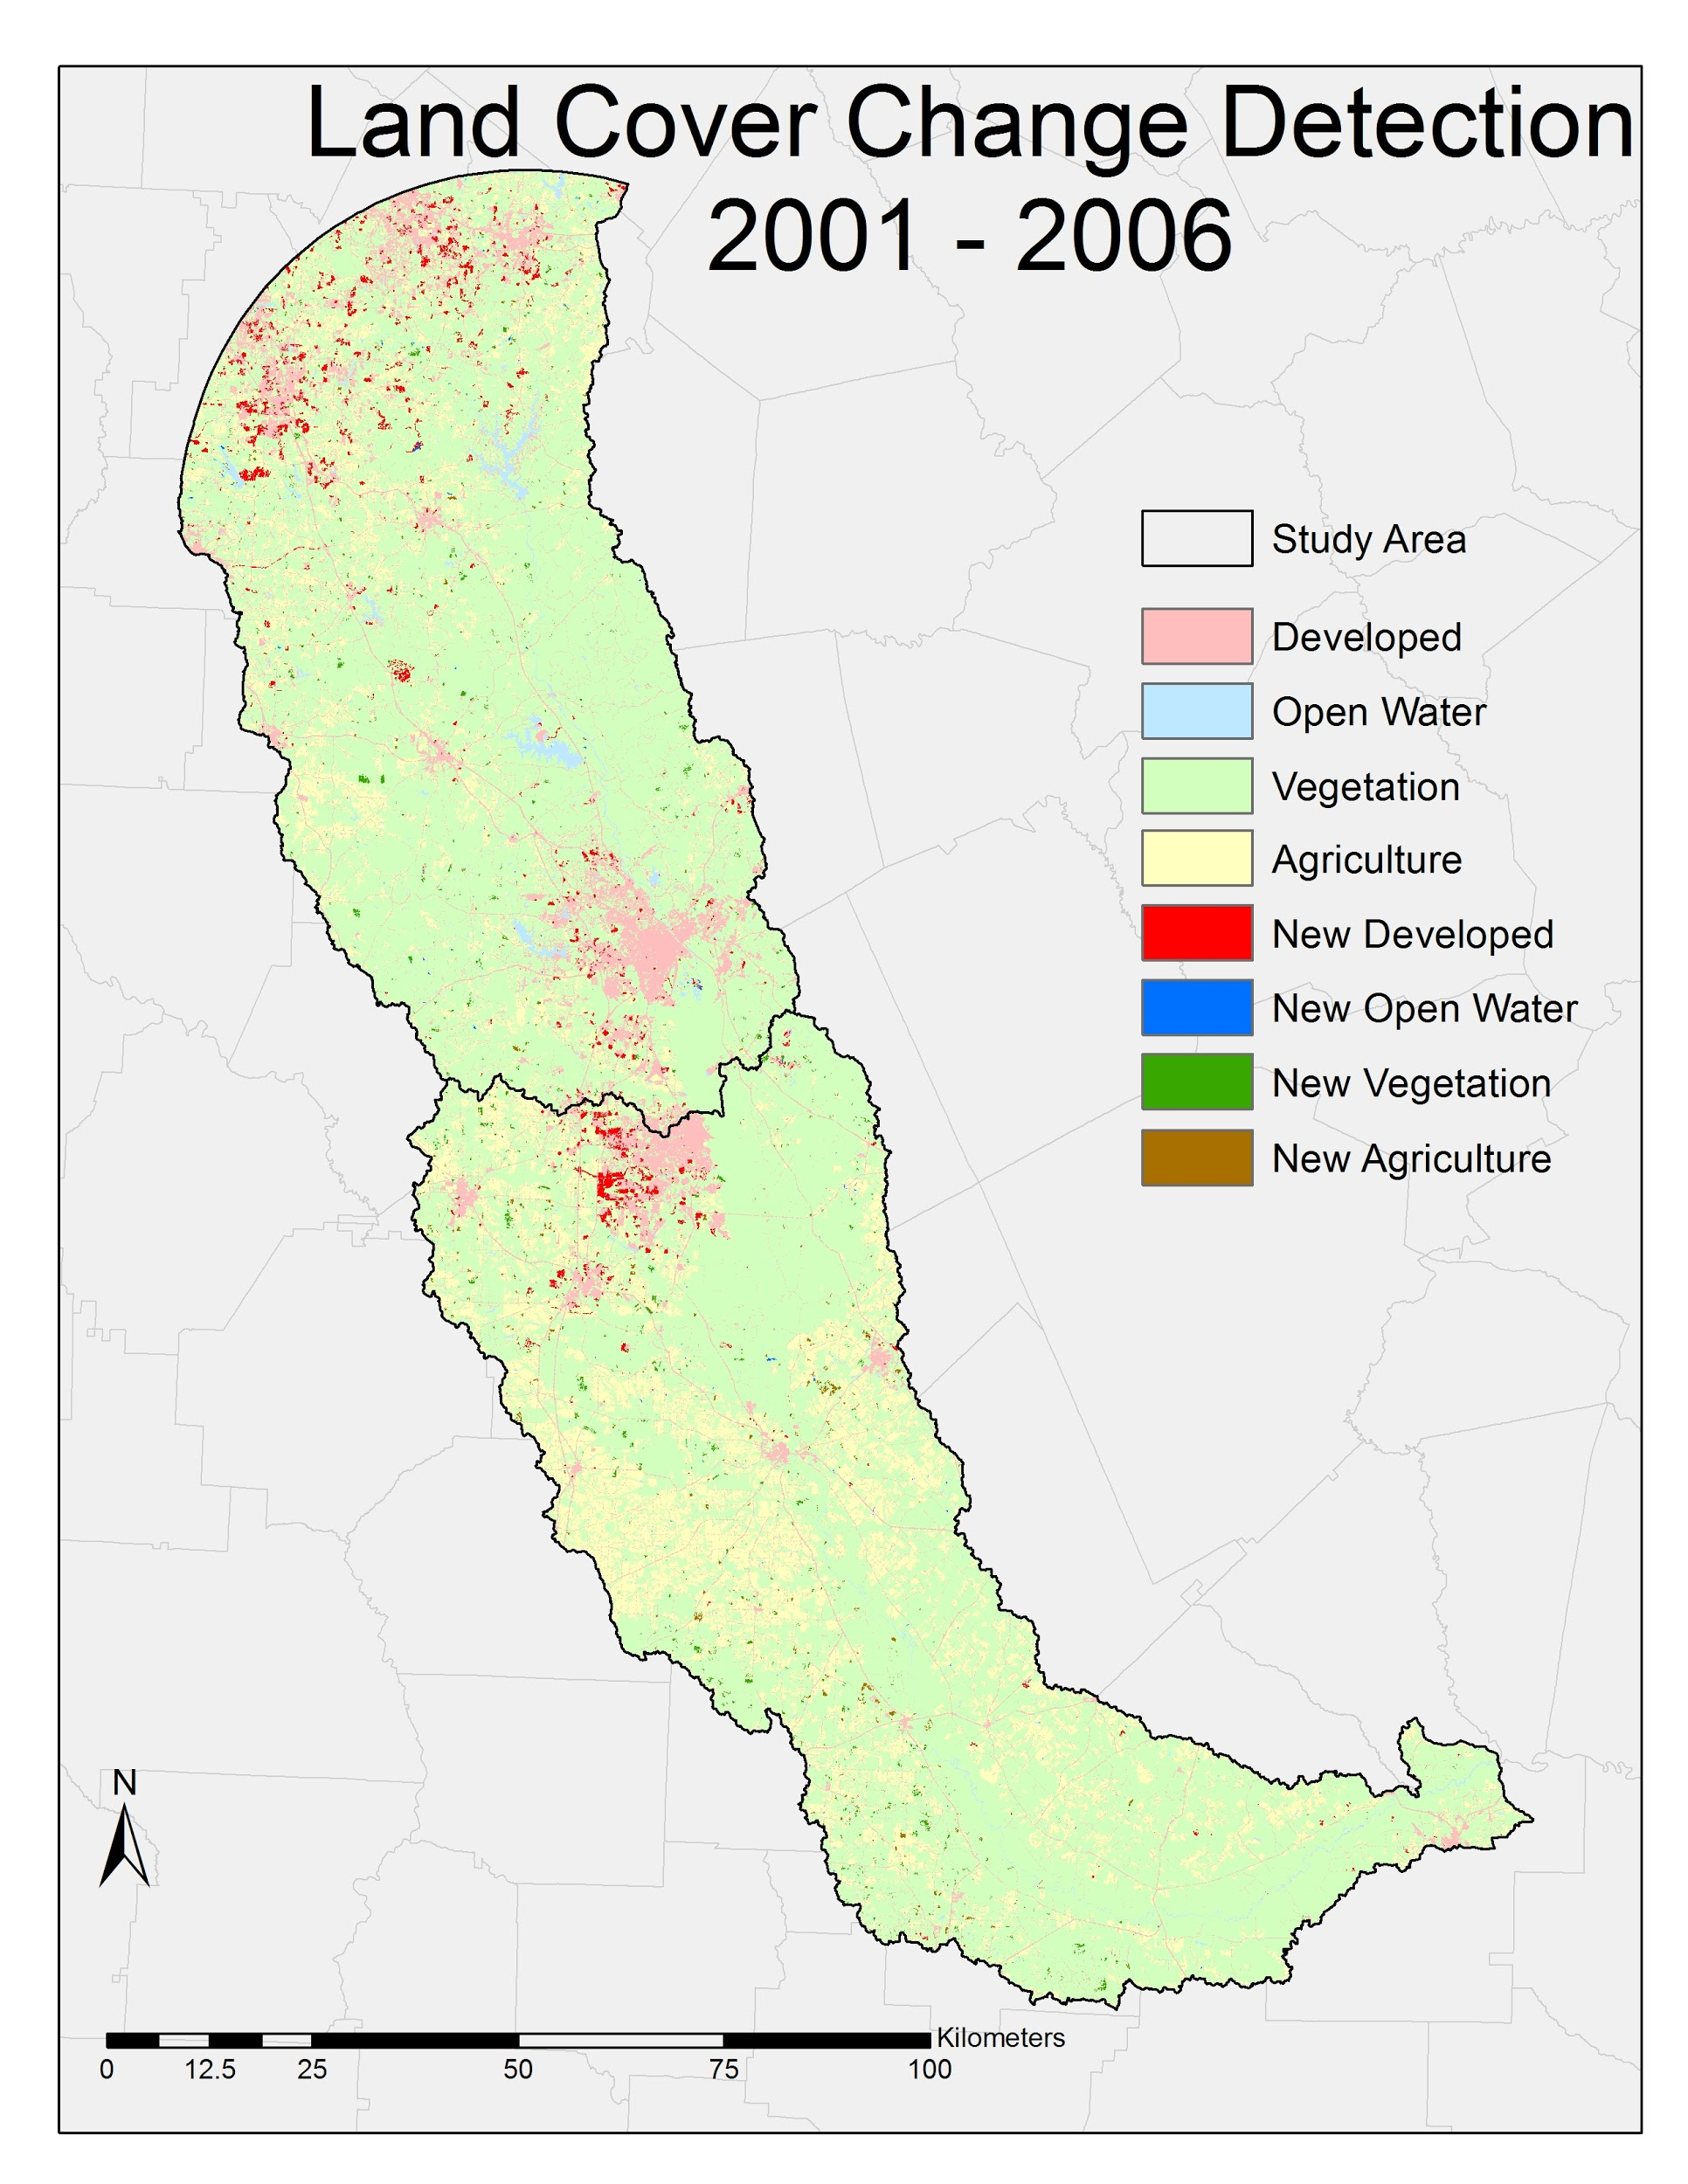 Land Cover Change Detection
2001 - 2006
Study Area
Developed
Open Water
Vegetation
Agriculture
New Developed
New Open Water
New Vegetation
New Agriculture
N
Kilometers
0 12.5 25 50 75 100